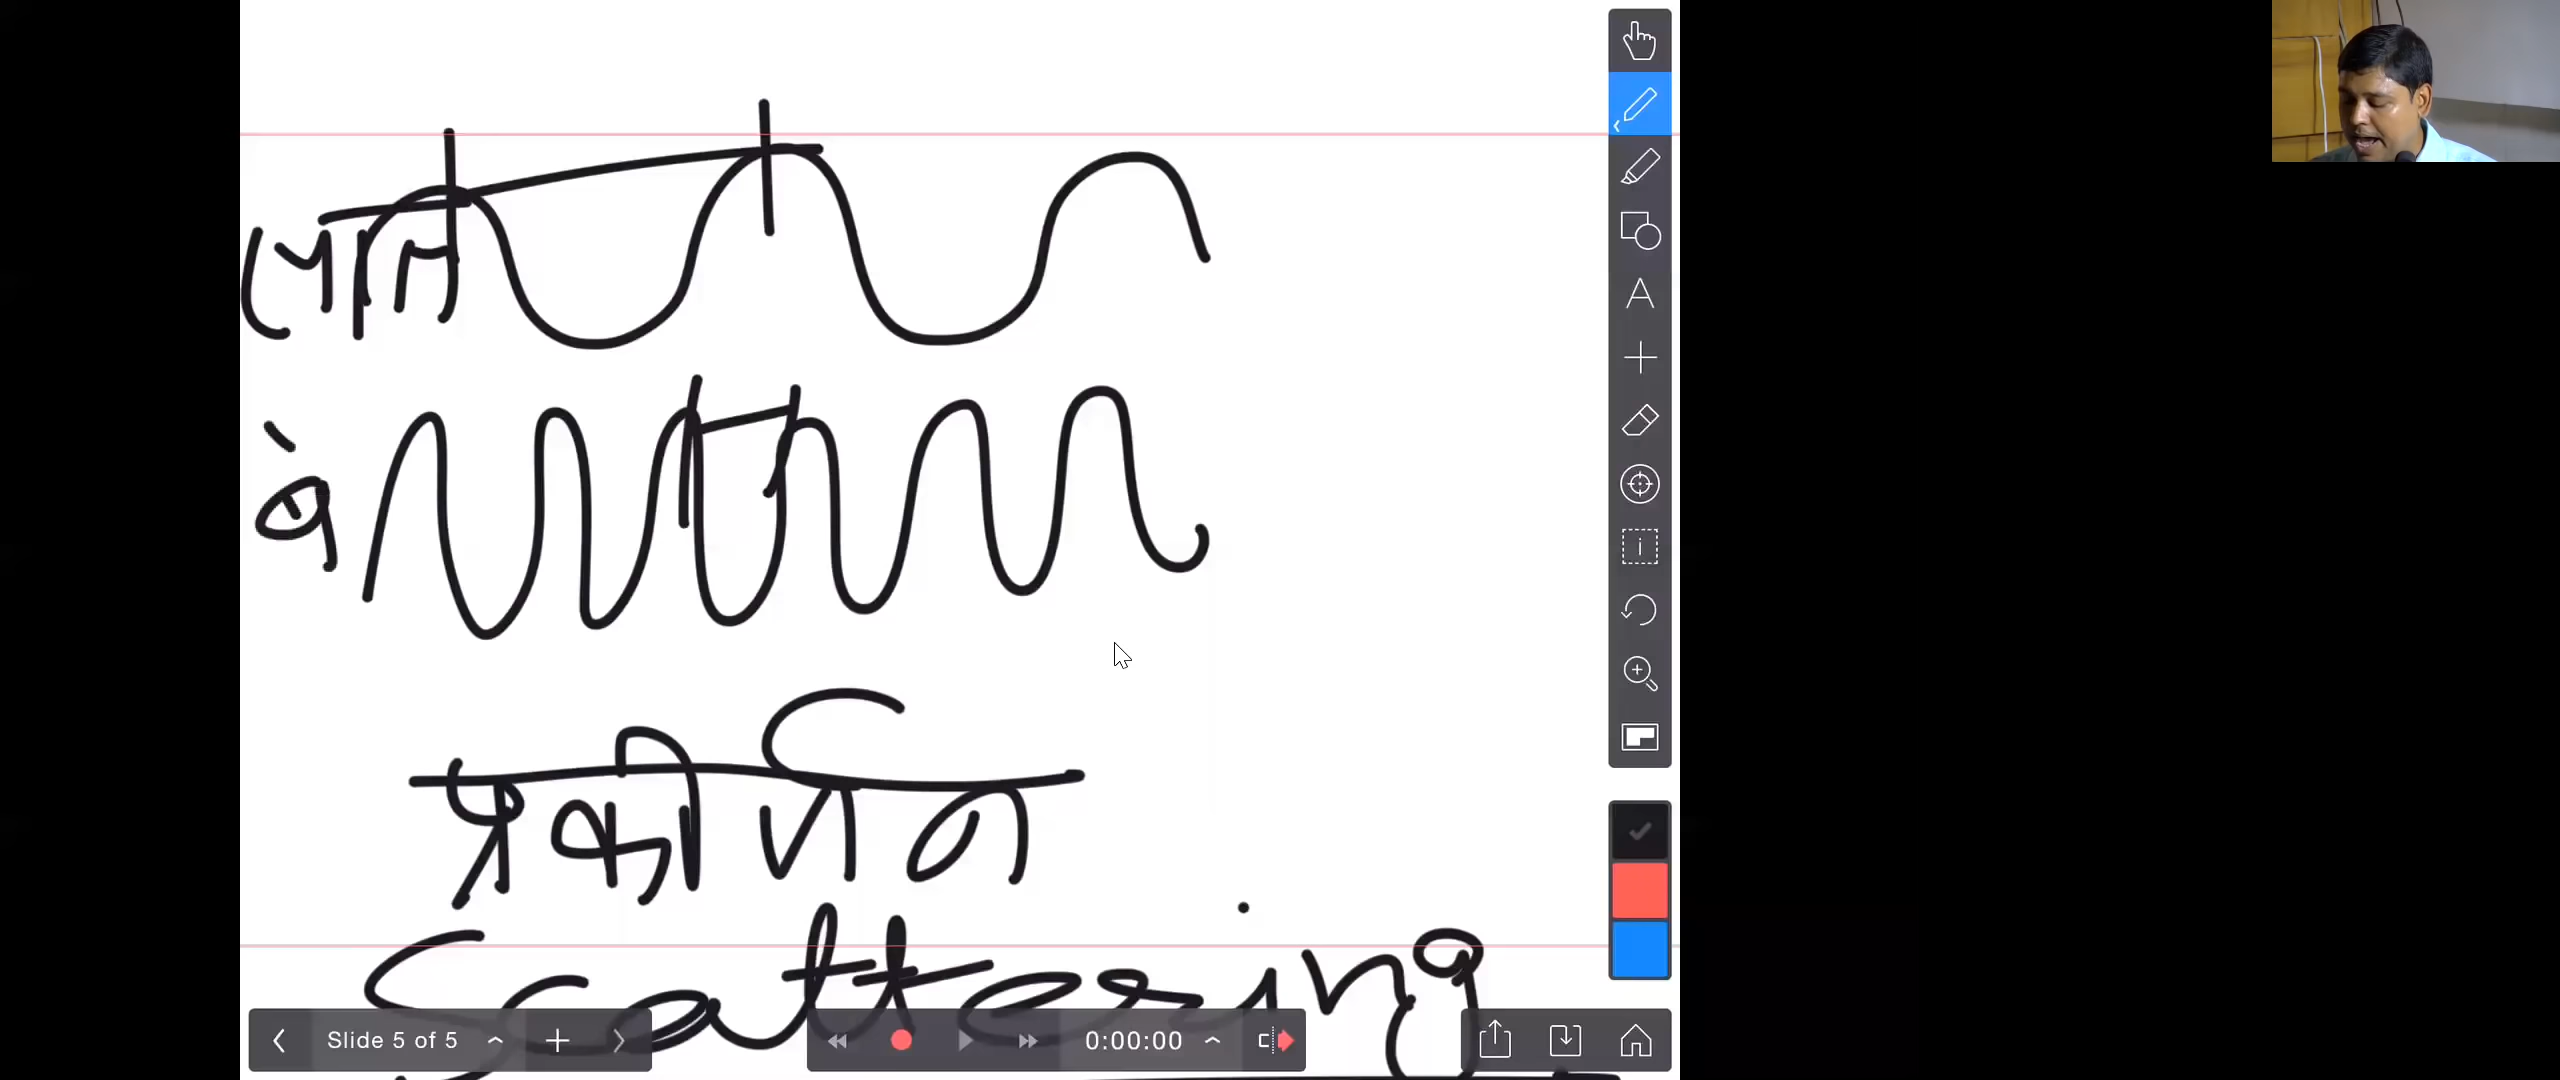 लाल
बै
प्रकीर्णन
Scattering
A
i
Slide 5 of 5
0:00:00